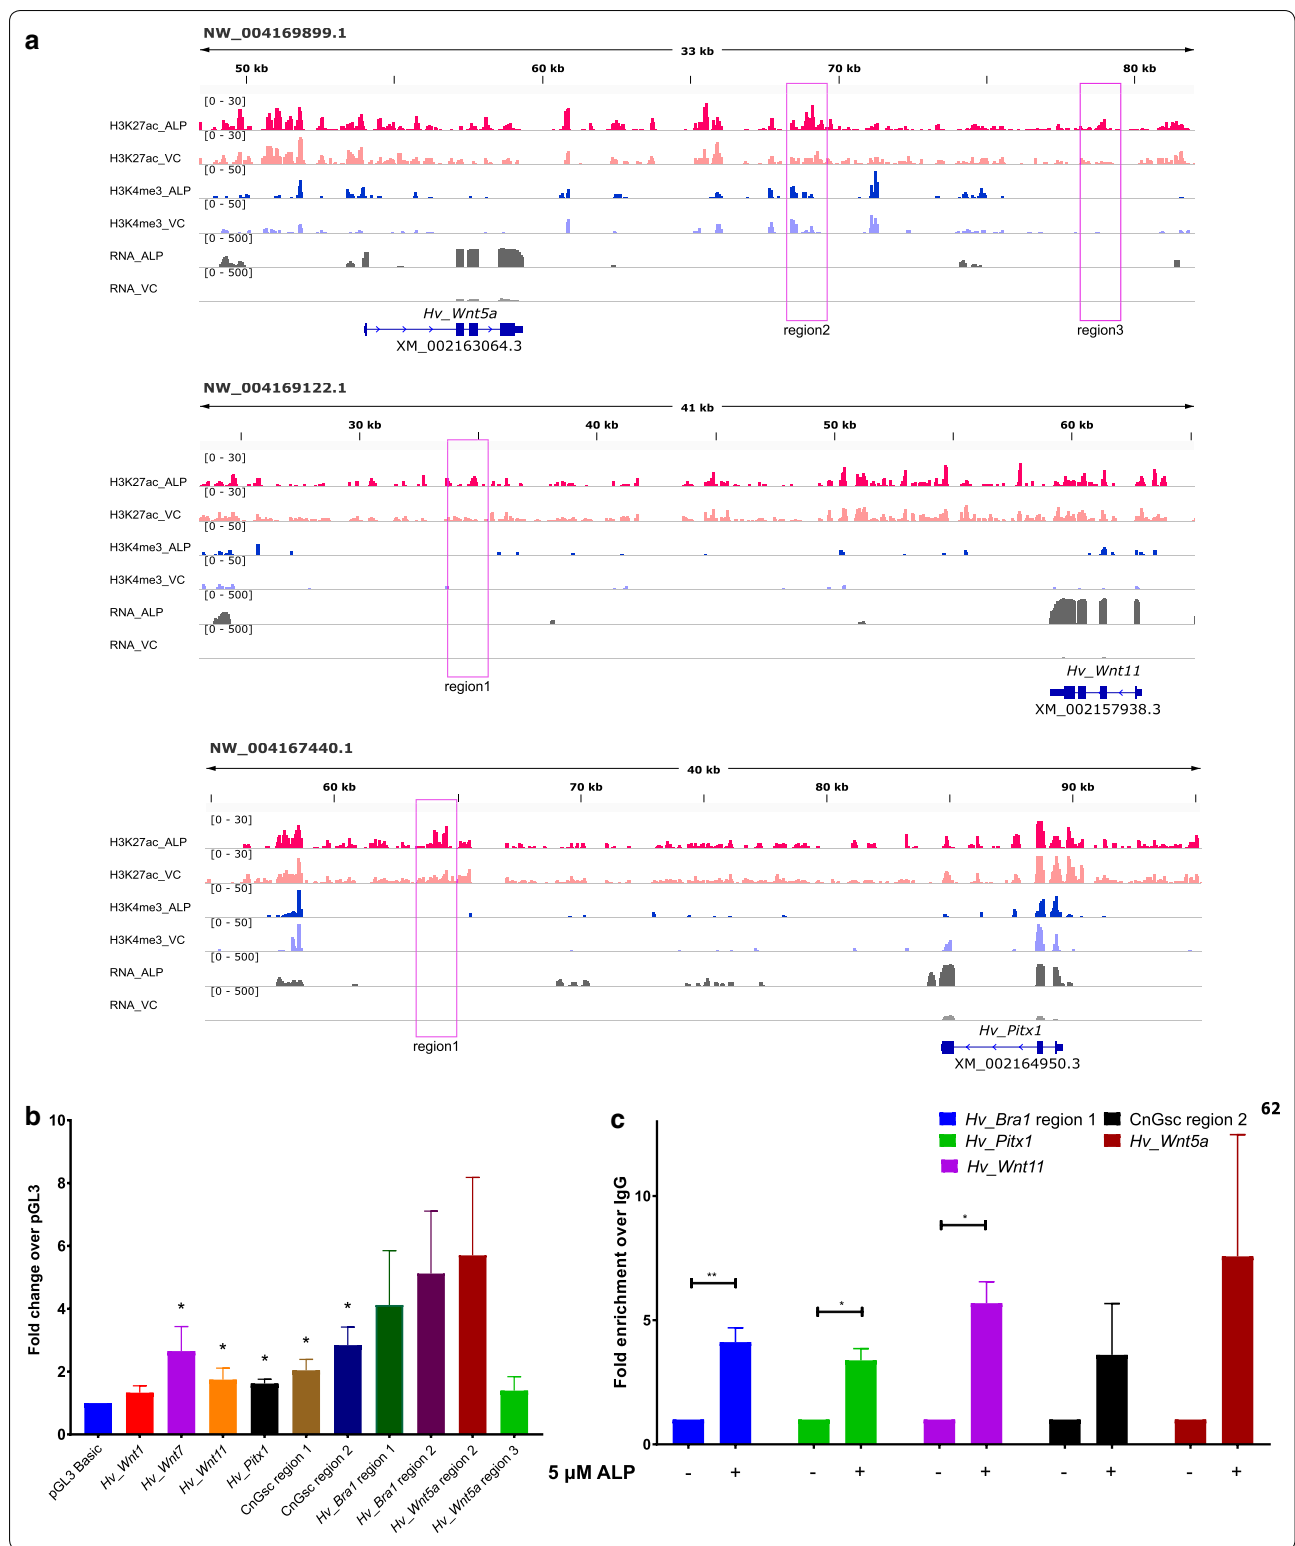 a
NW_004169899.1
33 kb
50 kb 60 kb 70 kb 80 kb
[0 - 30]
H3K27ac_ALP
[0 - 30]
H3K27ac_VC
[0 - 50]
H3K4me3_ALP
[0 - 50]
H3K4me3_VC
[0 - 500]
RNA_ALP
[0 - 500]
RNA_VC
Hv_Wnt5a
XM_002163064.3
region2 region3
NW_004169122.1
41 kb
30 kb 40 kb 50 kb 60 kb
[0 - 30]
H3K27ac_ALP
[0 - 30]
H3K27ac_VC
[0 - 50]
H3K4me3_ALP
[0 - 50]
H3K4me3_VC
[0 - 500]
RNA_ALP
[0 - 500]
RNA_VC
region1
Hv_Wnt11
XM_002157938.3
NW_004167440.1
40 kb
60 kb 70 kb 80 kb 90 kb
[0 - 30]
H3K27ac_ALP
[0 - 30]
H3K27ac_VC
[0 - 50]
H3K4me3_ALP
[0 - 50]
H3K4me3_VC
[0 - 500]
RNA_ALP
[0 - 500]
RNA_VC
region1
Hv_Pitx1
XM_002164950.3
b
Fold change over pGL3
10
8
6
4
2
0
* * * * *
pGL3 Basic
Hv_Wnt1
Hv_Wnt7
Hv_Wnt11
Hv_Pitx1
CnGsc region 1
CnGsc region 2
Hv_Bra1 region 1
Hv_Bra1 region 2
Hv_Wnt5a region 2
Hv_Wnt5a region 3
c
62
Hv_Bra1 region 1 CnGsc region 2
Hv_Pitx1 Hv_Wnt5a
Hv_Wnt11
Fold enrichment over IgG
10
5
0
** * *
5 µM ALP - + - + - + - + - +